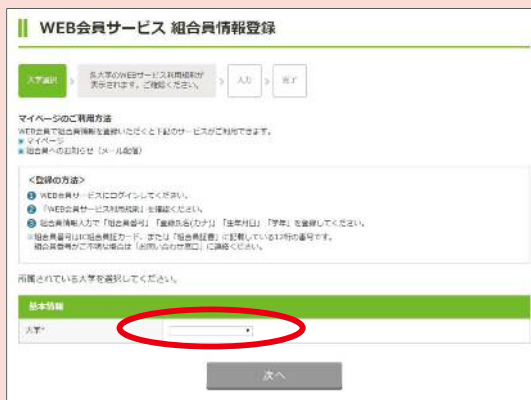 WEB会員サービス 組合員情報登録
大学選択
各大学のWEBサービス利用規則が
表示されます。ご確認ください。
入力
完了
マイページのご利用方法
WEB会員で組合員情報を登録いただくと下記のサービスがご利用できます。
マイページ
組合員へのお知らせ（メール配信）
<登録の方法>
1 WEB会員サービスにログインしてください。
2 「WEB会員サービス利用規則」を確認ください。
3 組合員情報入力で「組合員番号」「登録氏名(カナ)」「生年月日」「学年」を登録してください。
※組合員番号はIC組合員証カード、または「組合員証書」に記載している12桁の番号です。
組合員番号がご不明な場合は「お問い合わせ窓口」に連絡ください。
所属されている大学を選択してください。
基本情報
大学*
次へ